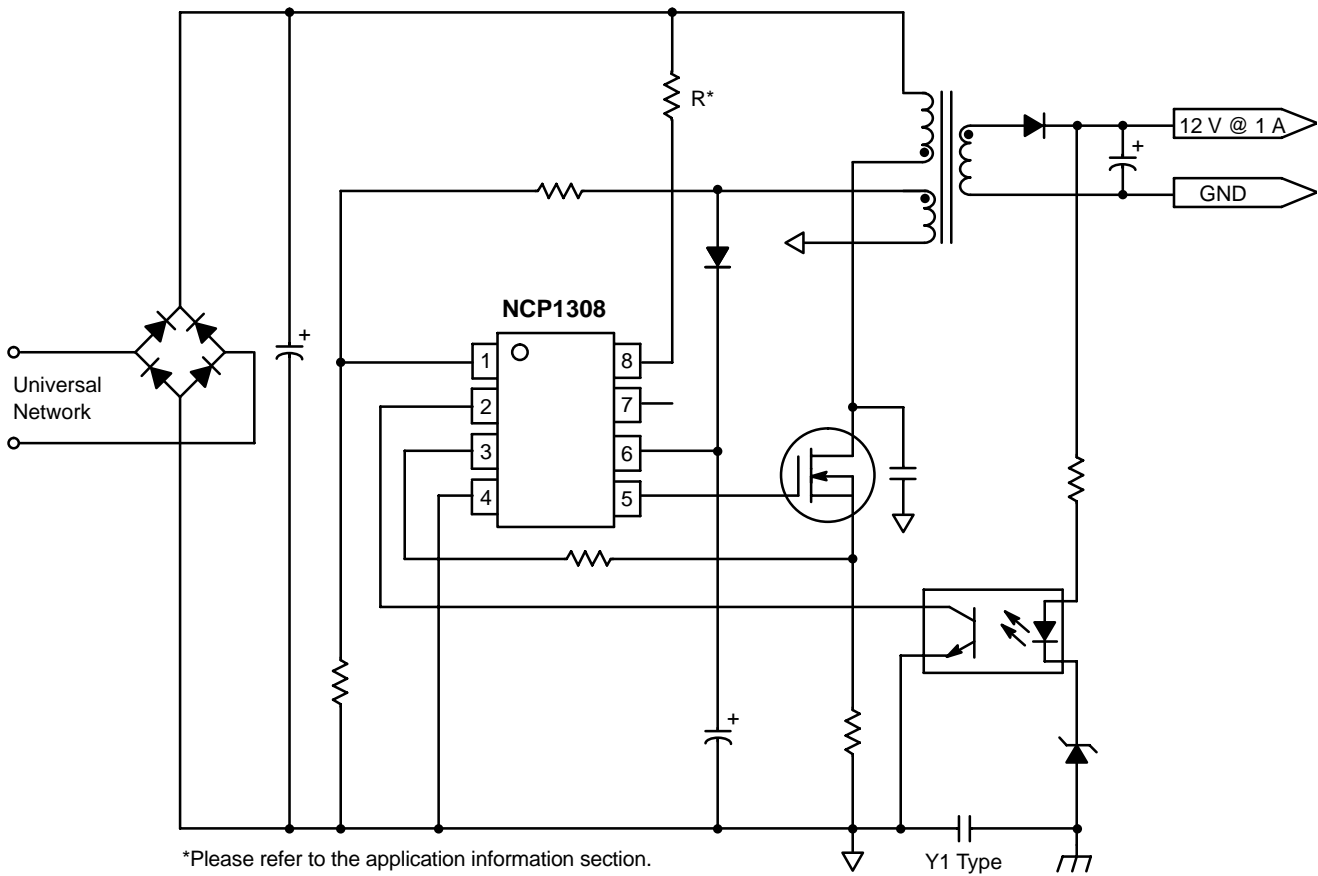 R*
+
12 V @ 1 A
GND
NCP1308
+
1
8
Universal
Network
2
7
3
6
4
5
+
+
*Please refer to the application information section.
Y1 Type